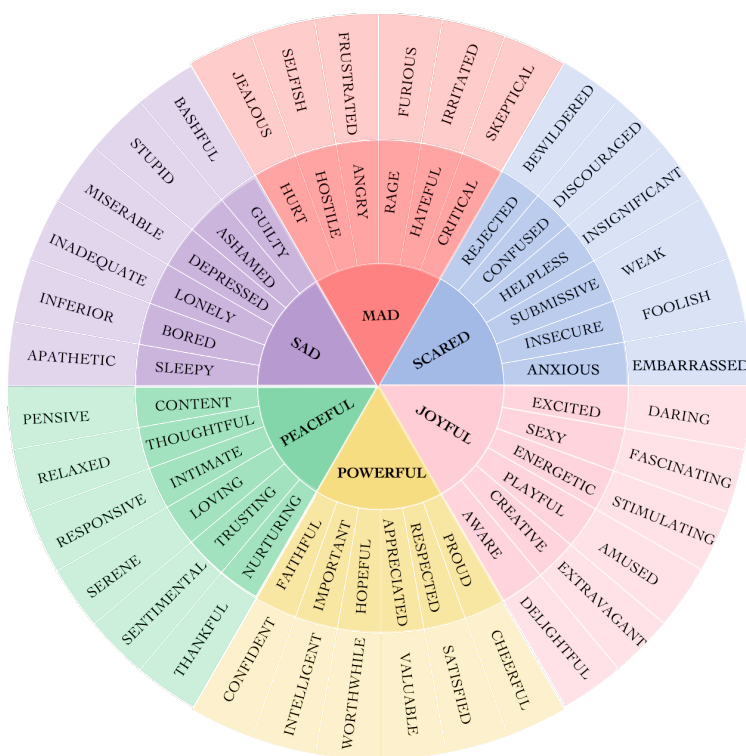 MAD
HURT
HOSTILE
ANGRY
RAGE
HATEFUL
CRITICAL
JEALOUS
SELFISH
FRUSTRATED
FURIOUS
IRRITATED
SKEPTICAL
SCARED
REJECTED
CONFUSED
HELPLESS
SUBMISSIVE
INSECURE
ANXIOUS
BEWILDERED
DISCOURAGED
INSIGNIFICANT
WEAK
FOOLISH
EMBARRASSED
JOYFUL
EXCITED
SEXY
ENERGETIC
PLAYFUL
CREATIVE
AWARE
DARING
FASCINATING
STIMULATING
AMUSED
EXTRAVAGANT
DELIGHTFUL
POWERFUL
PROUD
RESPECTED
APPRECIATED
HOPEFUL
IMPORTANT
FAITHFUL
CHEERFUL
SATISFIED
VALUABLE
WORTHWHILE
INTELLIGENT
CONFIDENT
PEACEFUL
NURTURING
TRUSTING
LOVING
INTIMATE
THOUGHTFUL
CONTENT
THANKFUL
SENTIMENTAL
SERENE
RESPONSIVE
RELAXED
PENSIVE
SAD
SLEEPY
BORED
LONELY
DEPRESSED
ASHAMED
GUILTY
APATHETIC
INFERIOR
INADEQUATE
MISERABLE
STUPID
BASHFUL